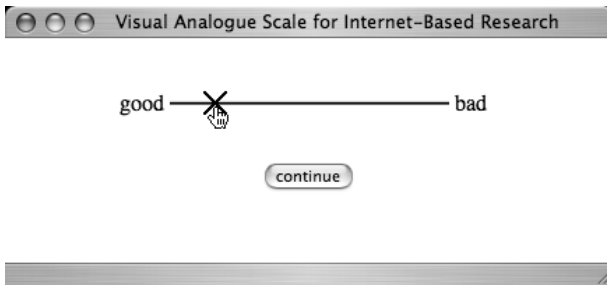 Visual Analogue Scale for Internet-Based Research
good bad
continue